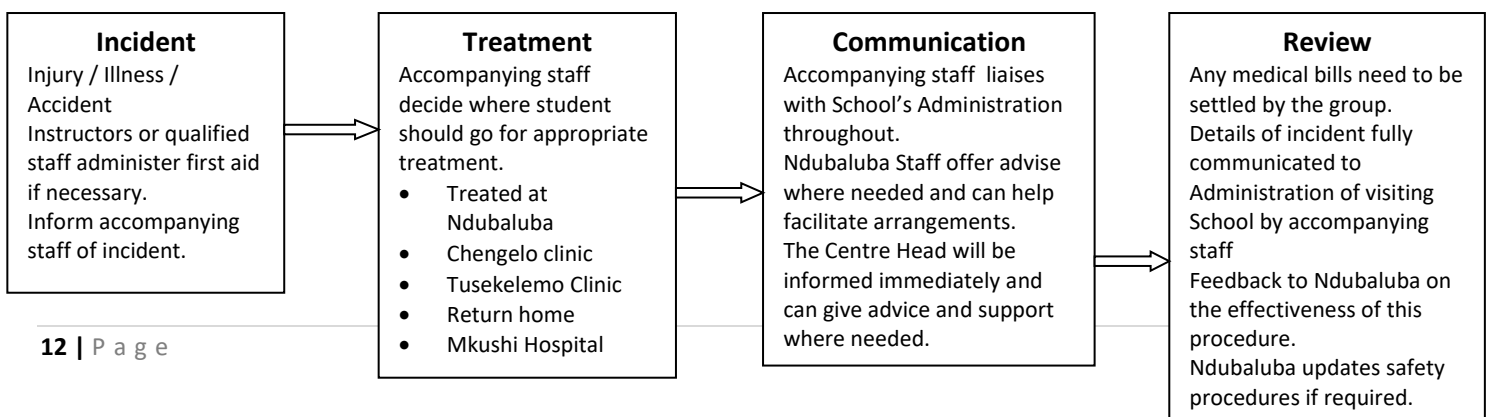 Incident
Injury / Illness /
Accident
Instructors or qualified
staff administer first aid
if necessary.
Inform accompanying
staff of incident.
Treatment
Accompanying staff
decide where student
should go for appropriate
treatment.
• Treated at
Ndubaluba
• Chengelo clinic
• Tusekelemo Clinic
• Return home
• Mkushi Hospital
Communication
Accompanying staff liaises
with School’s Administration
throughout.
Ndubaluba Staff offer advise
where needed and can help
facilitate arrangements.
The Centre Head will be
informed immediately and
can give advice and support
where needed.
Review
Any medical bills need to be
settled by the group.
Details of incident fully
communicated to
Administration of visiting
School by accompanying
staff
Feedback to Ndubaluba on
the effectiveness of this
procedure.
Ndubaluba updates safety
procedures if required.
12 | P a g e